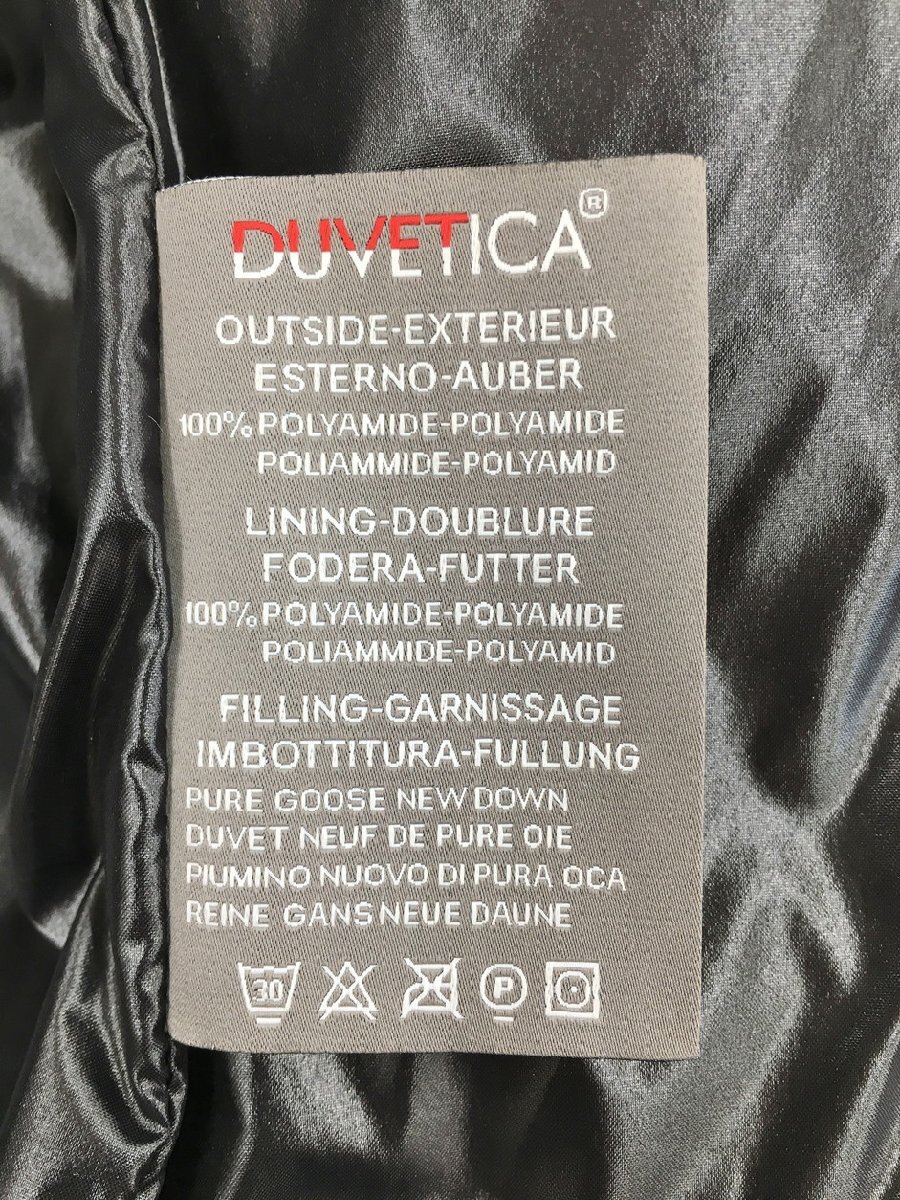 DUVETICA®
OUTSIDE-EXTERIEUR
ESTERNO-AUBER
100% POLYAMIDE-POLYAMIDE
POLIAMMIDE-POLYAMID
LINING-DOUBLURE
FODERA-FUTTER
100% POLYAMIDE-POLYAMIDE
POLIAMMIDE-POLYAMID
FILLING-GARNISSAGE
IMBOTTITURA-FULLUNG
PURE GOOSE NEW DOWN
DUVET NEUF DE PURE OIE
PIUMINO NUOVO DI PURA OCA
REINE GANSNEUE DAUNE
30 P